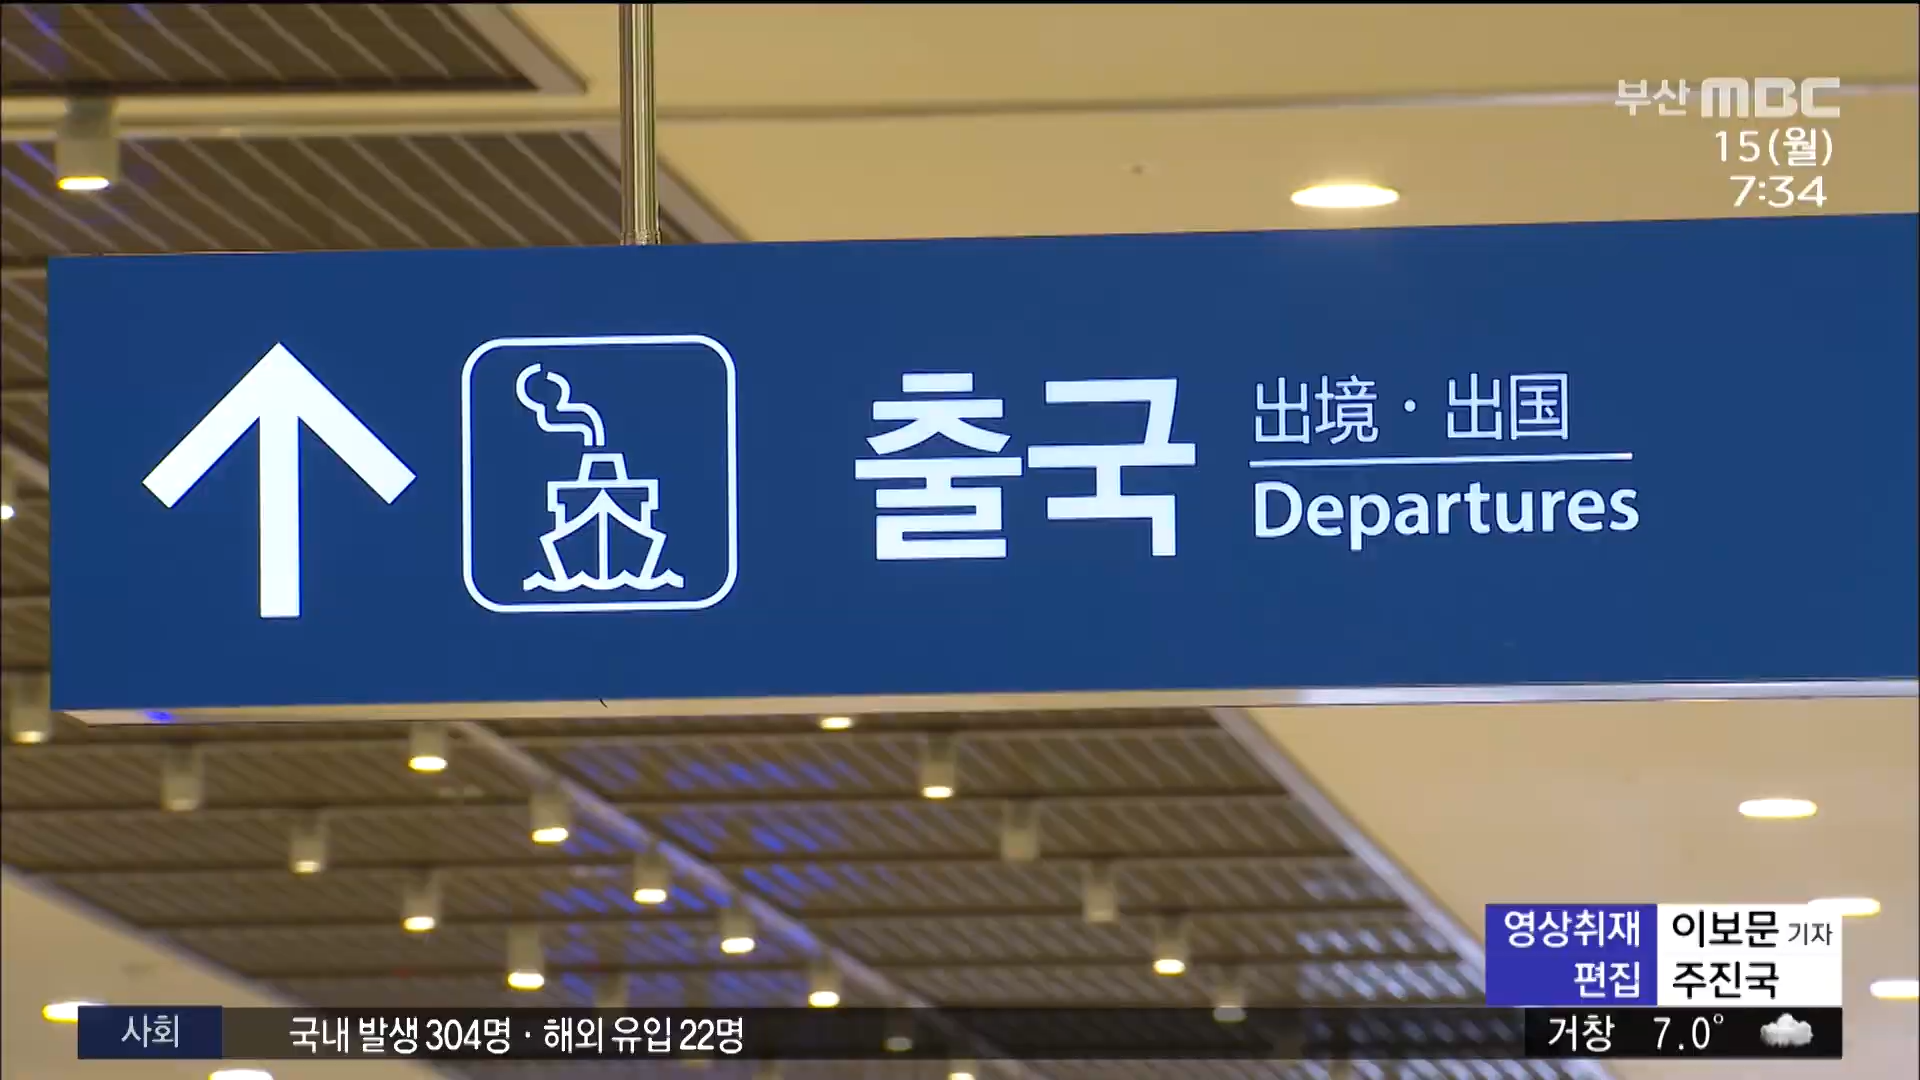 부산 MBC
15(월)
7:34
출국
出境·出国
Departures
영상취재 이보문 기자
편집 주진국
사회 국내 발생 304명·해외 유입 22명
거창 7.0°